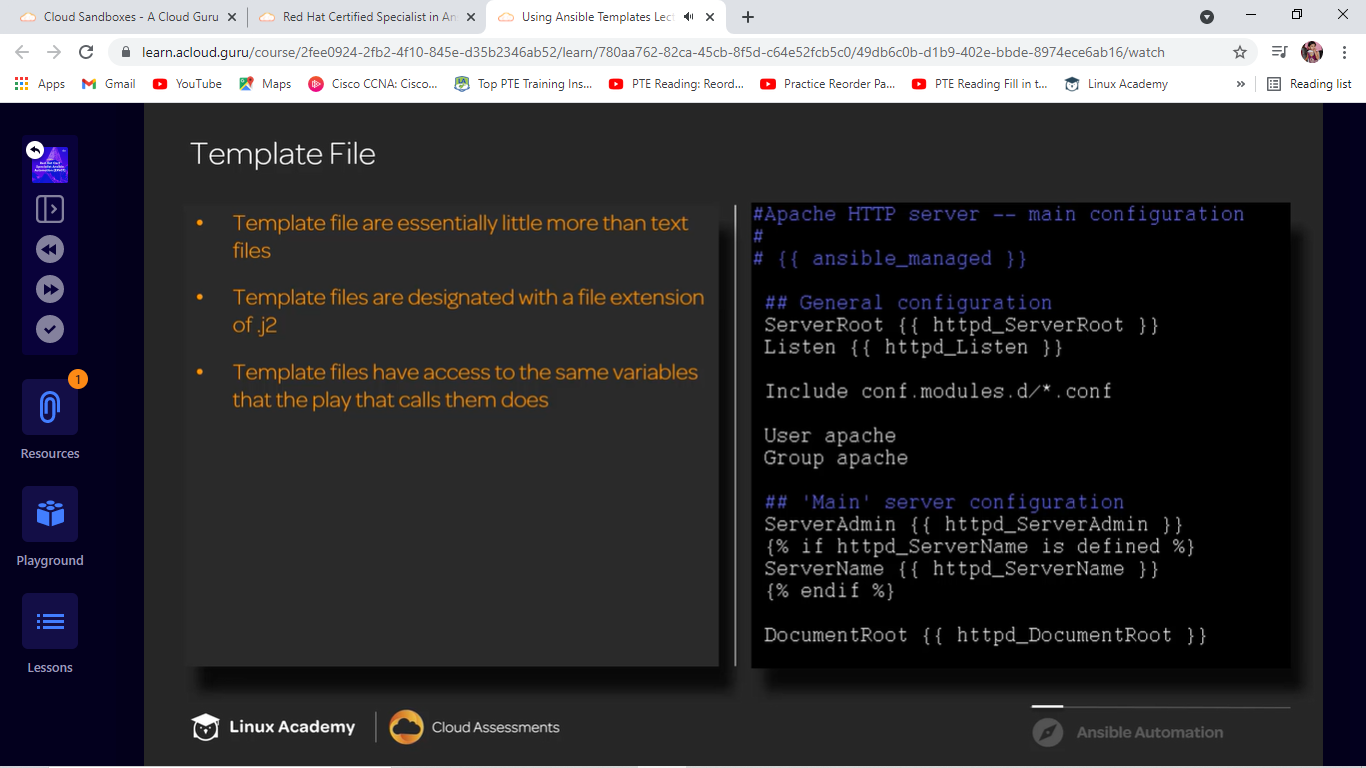 Cloud Sandboxes - A Cloud Guru
Red Hat Certified Specialist in An
Using Ansible Templates Lect
learn.acloud.guru/course/2fee0924-2fb2-4f10-845e-d35b2346ab52/learn/780aa762-82ca-45cb-8f5d-c64e52fcb5c0/49db6c0b-d1b9-402e-bbde-8974ece6ab16/watch
Apps
Gmail
YouTube
Maps
Cisco CCNA: Cisco...
Top PTE Training Ins...
PTE Reading: Reord...
Practice Reorder Pa...
PTE Reading Fill in t...
Linux Academy
»
Reading list
1
Resources
Playground
Lessons
Template File
• Template file are essentially little more than text
files
• Template files are designated with a file extension
of .j2
• Template files have access to the same variables
that the play that calls them does
#Apache HTTP server -- main configuration
#
# {{ ansible_managed }}
## General configuration
ServerRoot {{ httpd_ServerRoot }}
Listen {{ httpd_Listen }}
Include conf.modules.d/*.conf
User apache
Group apache
## 'Main' server configuration
ServerAdmin {{ httpd_ServerAdmin }}
{% if httpd_ServerName is defined %}
ServerName {{ httpd_ServerName }}
{% endif %}
DocumentRoot {{ httpd_DocumentRoot }}
Linux Academy
Cloud Assessments
Ansible Automation